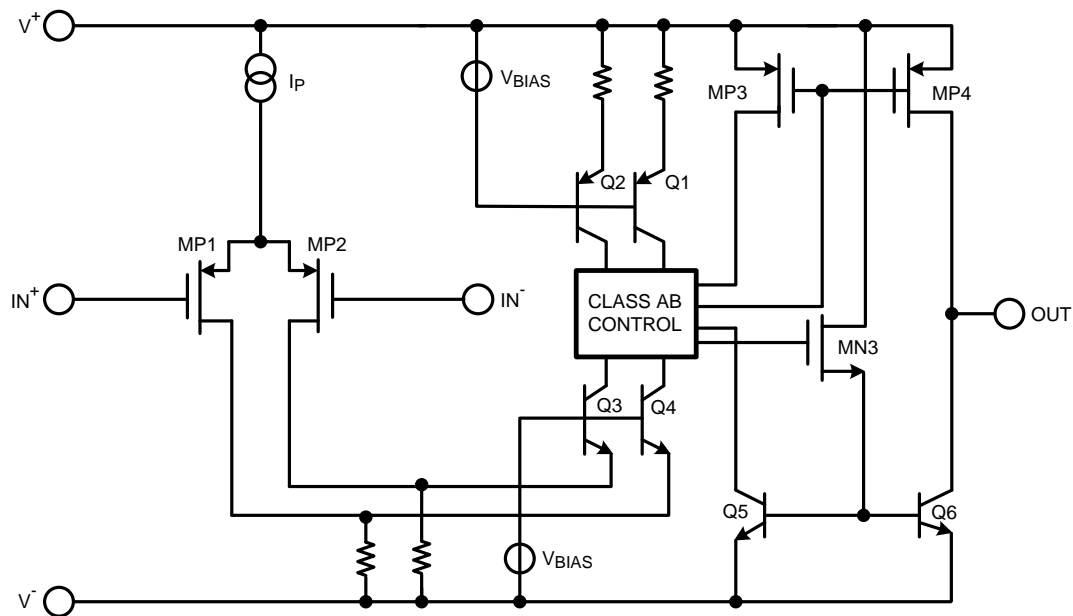 V+
IP
VBIAS
MP3
MP4
Q2
Q1
MP1
MP2
IN+
IN-
CLASS AB
CONTROL
OUT
MN3
Q3
Q4
Q5
Q6
VBIAS
V-